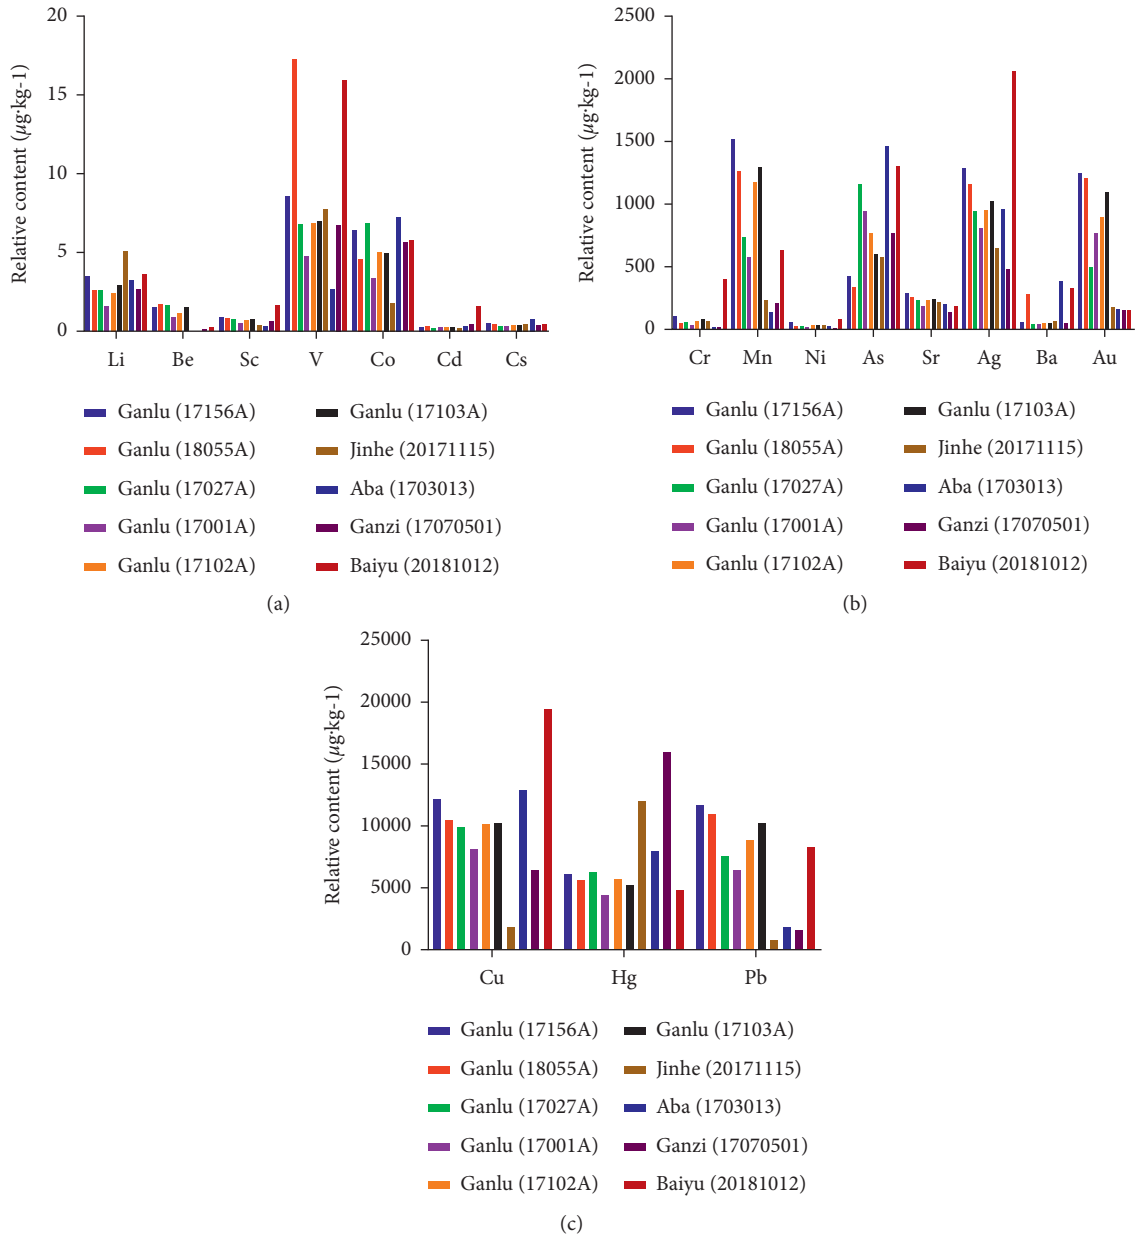 Relative content (μg·kg-1)
20
15
10
5
0
Li Be Sc V Co Cd Cs
Ganlu (17156A) Ganlu (17103A)
Ganlu (18055A) Jinhe (20171115)
Ganlu (17027A) Aba (1703013)
Ganlu (17001A) Ganzi (17070501)
Ganlu (17102A) Baiyu (20181012)
(a)
Relative content (μg·kg-1)
2500
2000
1500
1000
500
0
Cr Mn Ni As Sr Ag Ba Au
Ganlu (17156A) Ganlu (17103A)
Ganlu (18055A) Jinhe (20171115)
Ganlu (17027A) Aba (1703013)
Ganlu (17001A) Ganzi (17070501)
Ganlu (17102A) Baiyu (20181012)
(b)
Relative content (μg·kg-1)
25000
20000
15000
10000
5000
0
Cu Hg Pb
Ganlu (17156A) Ganlu (17103A)
Ganlu (18055A) Jinhe (20171115)
Ganlu (17027A) Aba (1703013)
Ganlu (17001A) Ganzi (17070501)
Ganlu (17102A) Baiyu (20181012)
(c)